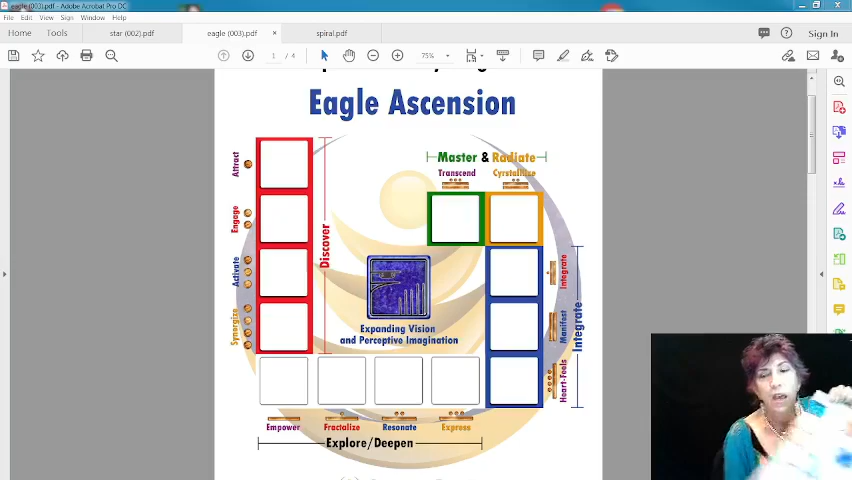 eagle (003).pdf - Adobe Acrobat Pro DC
File Edit View Sign Window Help
Home Tools star (002).pdf eagle (003).pdf × spiral.pdf Sign In
1 / 4 75%
Eagle Ascension
Master & Radiate
Transcend Cyrstallize
Attract
Engage
Activate
Synergize
Discover
Integrate
Manifest
Heart-Feels
Integrate
Expanding Vision
and Perceptive Imagination
Empower Fractalize Resonate Express
Explore/Deepen